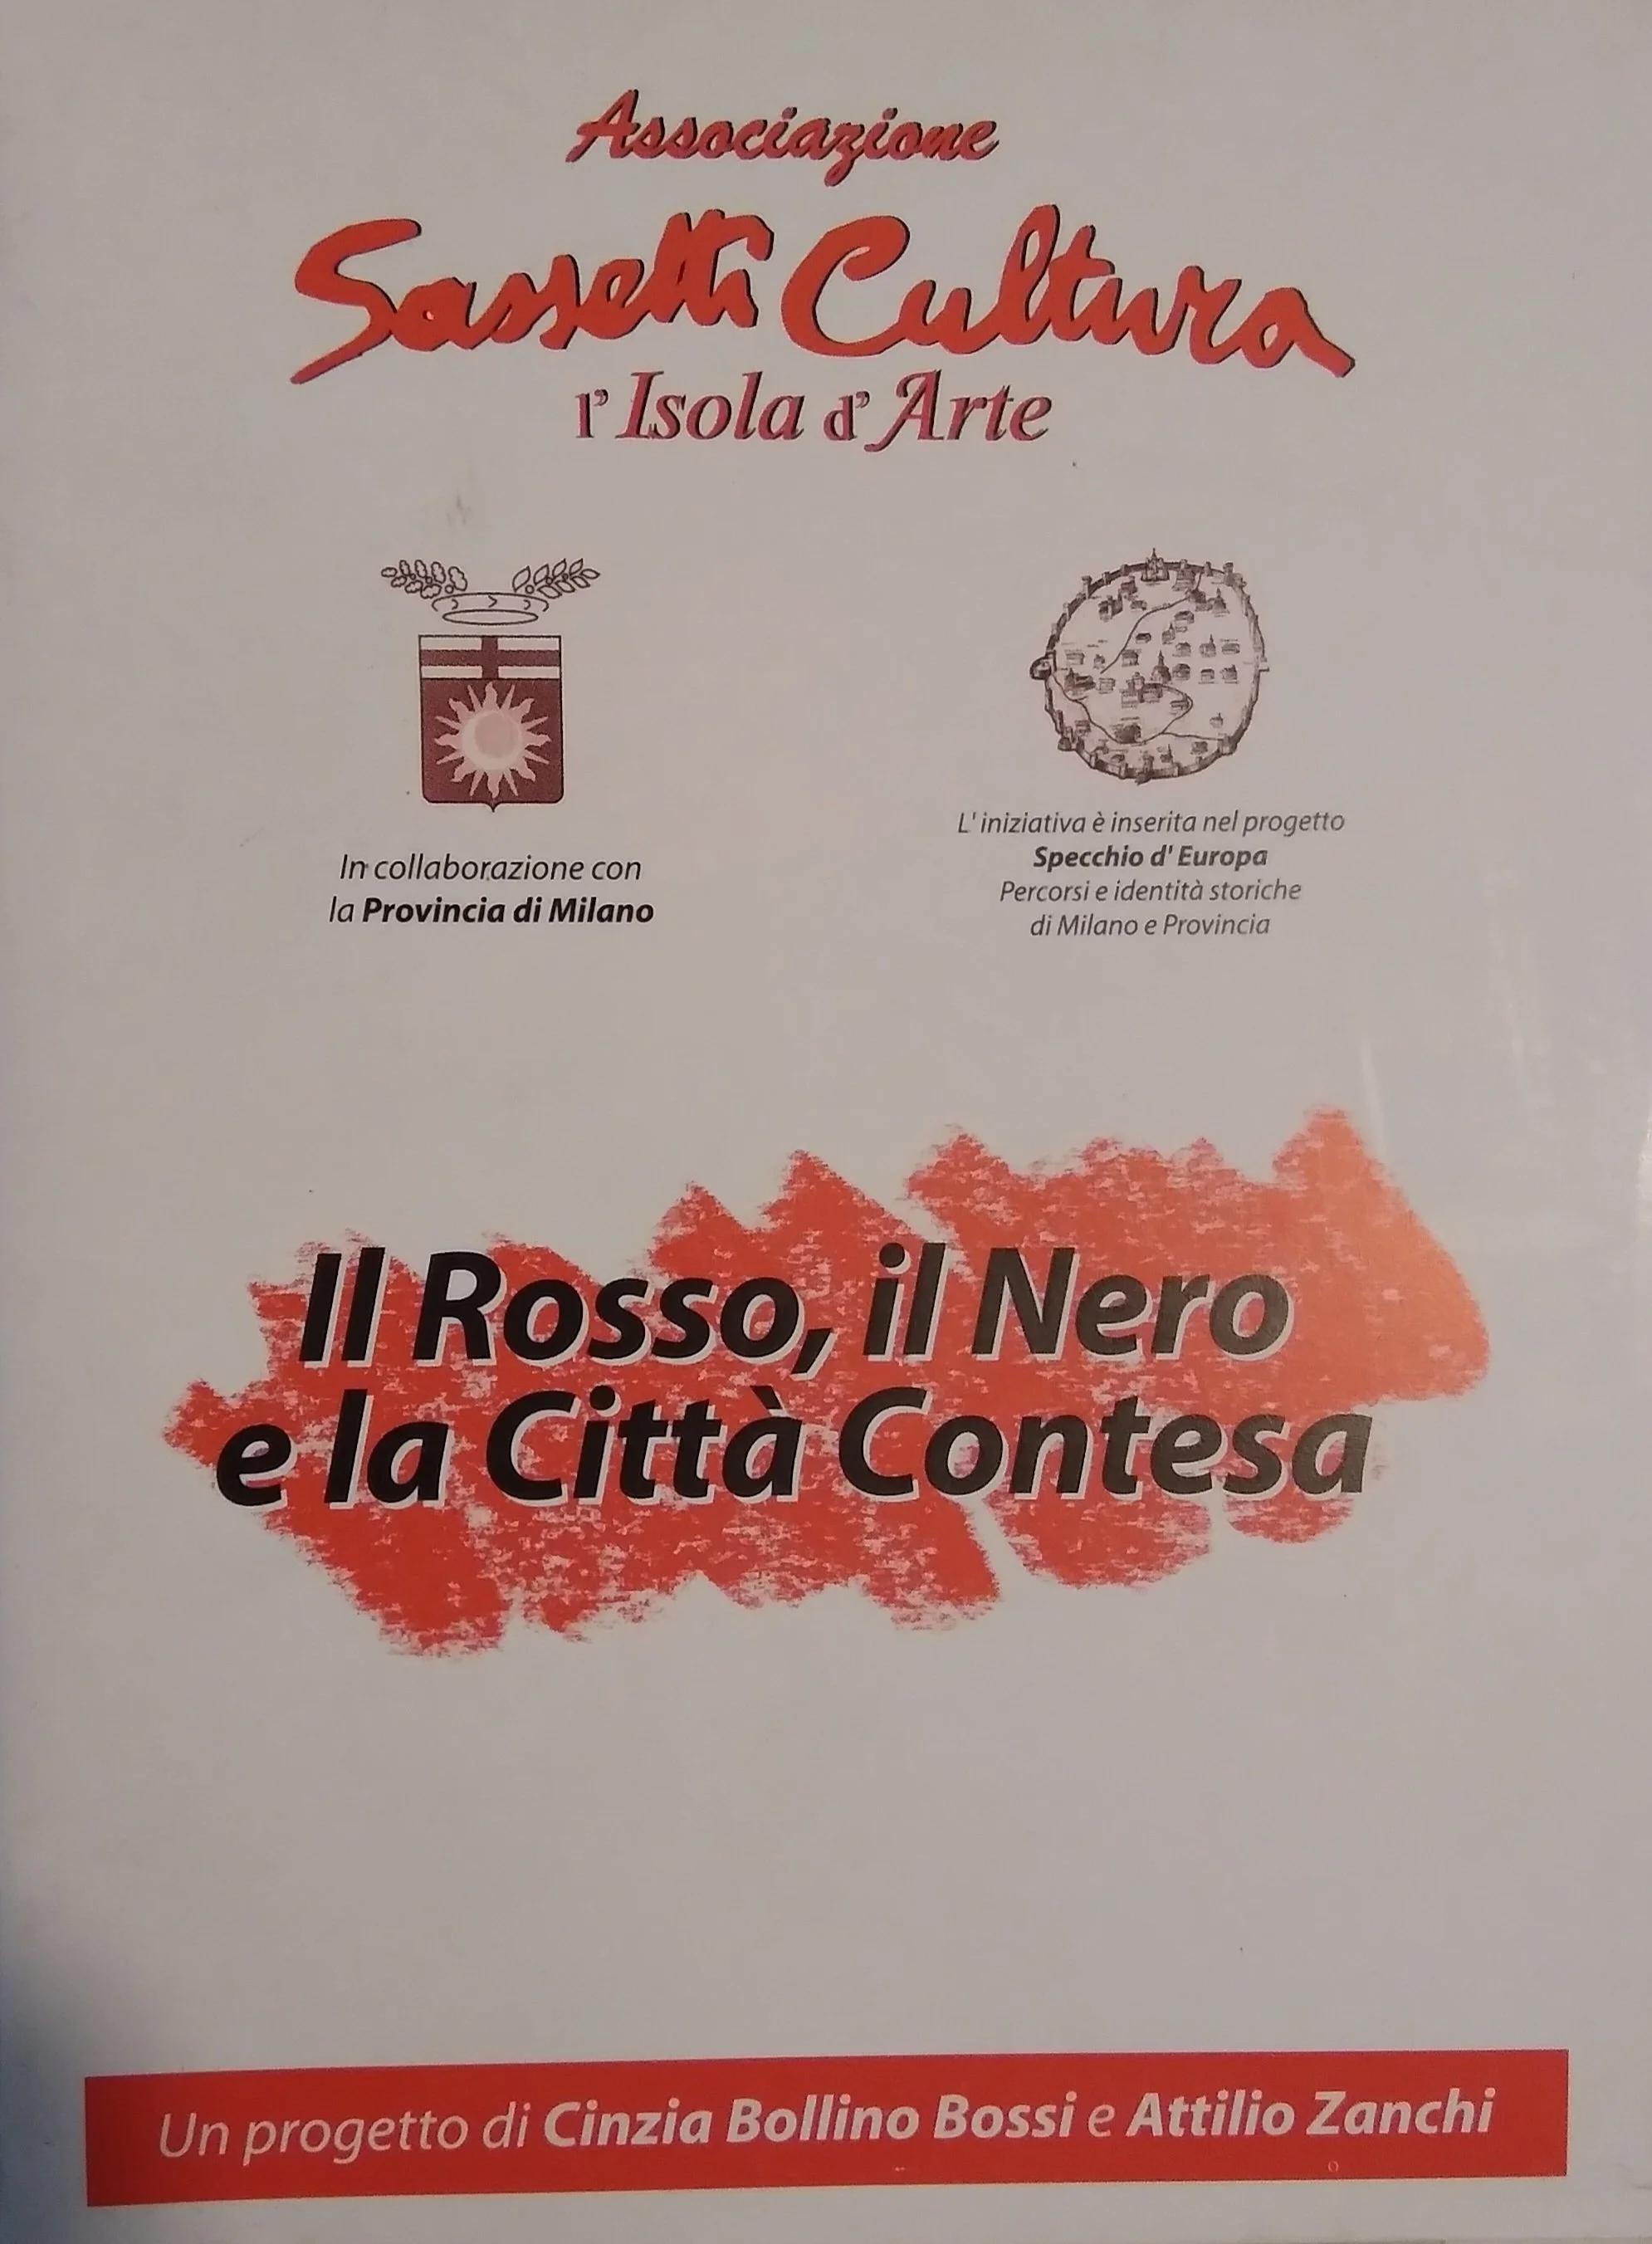 Associazione
Sassetti Cultura
l'Isola d'Arte
In collaborazione con
la Provincia di Milano
L' iniziativa è inserita nel progetto
Specchio d' Europa
Percorsi e identità storiche
di Milano e Provincia
Il Rosso, il Nero
e la Città Contesa
Un progetto di Cinzia Bollino Bossi e Attilio Zanchi